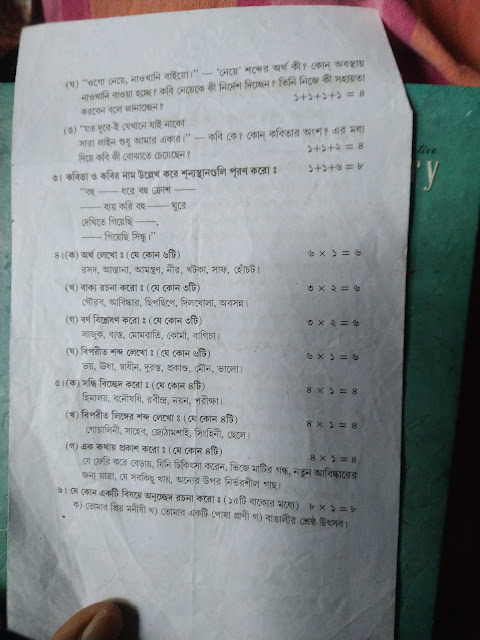 (ঘ) "ওগো নেয়ে, নাওখানি বাইয়ো।" — 'নেয়ে' শব্দের অর্থ কী? কোন্ অবস্থায়
নাওখানি বাওয়া হচ্ছে? কবি নেয়েকে কী নির্দেশ দিচ্ছেন? তিনি নিজে কী সহায়তা
করবেন বলে জানাচ্ছেন? ১+১+১+১ = ৪
(ঙ) "যত দূরে-ই যেখানে যাই নাকো
সারা লাইন শুধু আমার একার।" — কবি কে? কোন্ কবিতার অংশ? এর মধ্য
দিয়ে কবি কী বোঝাতে চেয়েছেন? ১+১+২ = ৪
৩। কবিতা ও কবির নাম উল্লেখ করে শূন্যস্থানগুলি পূরণ করো ঃ ১+১+৬ = ৮
"বহু —— ধরে বহু ক্রোশ ——
—— ব্যয় করি বহু —— ঘুরে
দেখিতে গিয়েছি ——,
—— গিয়েছি সিন্ধু।"
৪। (ক) অর্থ লেখো ঃ (যে কোন ৬টি) ৬ × ১ = ৬
রসদ, আস্তানা, আমন্ত্রণ, নীর, খটকা, সাফ, হোঁচট।
(খ) বাক্য রচনা করো ঃ (যে কোন ৩টি) ৩ × ২ = ৬
গৌরব, আবিষ্কার, ছিপছিপে, দিলখোলা, অবসন্ন।
(গ) বর্ণ বিশ্লেষণ করো ঃ (যে কোন ৩টি) ৩ × ২ = ৬
লাজুক, ব্যস্ত, মোমবাতি, কোর্মা, বাগিচা।
(ঘ) বিপরীত শব্দ লেখো ঃ (যে কোন ৬টি) ৬ × ১ = ৬
ভয়, ঊষা, স্বাধীন, দুরন্ত, প্রকাণ্ড, মৌন, ভালো।
৫। (ক) সন্ধি বিচ্ছেদ করো ঃ (যে কোন ৪টি) ৪ × ১ = ৪
হিমালয়, বনৌষধি, রবীন্দ্র, নয়ন, পরীক্ষা।
(খ) বিপরীত লিঙ্গের শব্দ লেখো ঃ (যে কোন ৪টি) ৪ × ১ = ৪
গোয়ালিনী, সাহেব, জ্যেঠামশাই, সিংহিনী, ছেলে।
(গ) এক কথায় প্রকাশ করো ঃ (যে কোন ৪টি) ৪ × ১ = ৪
যে ফেরি করে বেড়ায়, যিনি চিকিৎসা করেন, ভিজে মাটির গন্ধ, নতুন আবিষ্কারের
জন্য যাত্রা, যে সবকিছু খায়, অন্যের উপর নির্ভরশীল গাছ।
৬। যে কোন একটি বিষয়ে অনুচ্ছেদ রচনা করো ঃ (১৫টি বাক্যের মধ্যে) ৮ × ১ = ৮
ক) তোমার প্রিয় মনীষী খ) তোমার একটি পোষা প্রাণী গ) বাঙালীর শ্রেষ্ঠ উৎসব।